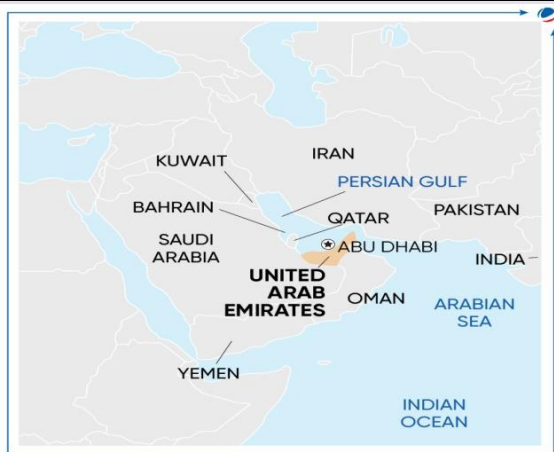 KUWAIT
IRAN
PERSIAN GULF
BAHRAIN
QATAR
PAKISTAN
SAUDI
ARABIA
ABU DHABI
INDIA
UNITED
ARAB
EMIRATES
OMAN
ARABIAN
SEA
YEMEN
INDIAN
OCEAN